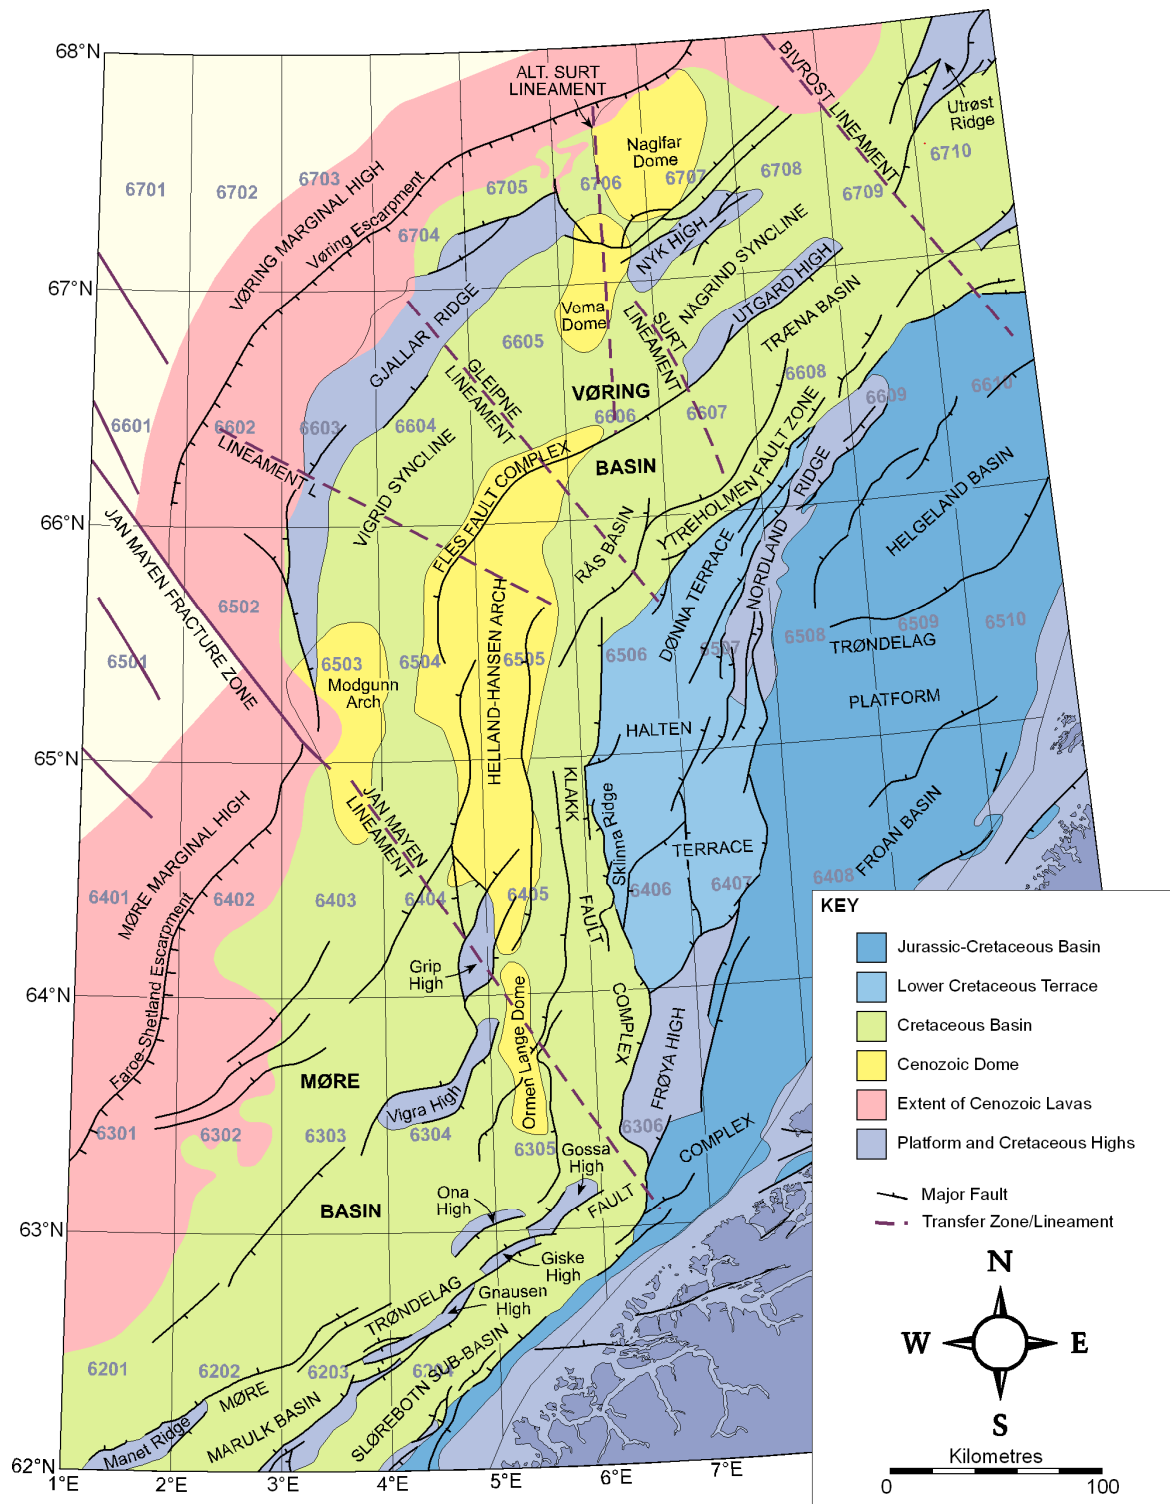 68°N
67°N
66°N
65°N
64°N
63°N
62°N
1°E
2°E
3°E
4°E
5°E
6°E
7°E
ALT. SURT
LINEAMENT
BIVROST LINEAMENT
Utrøst
Ridge
Naglfar
Dome
6701
6702
6703
6704
6705
6706
6707
6708
6709
6710
VØRING MARGINAL HIGH
Vøring Escarpment
NYK HIGH
NÅGRIND SYNCLINE
UTGARD HIGH
TRÆNA BASIN
Vema
Dome
SURT
LINEAMENT
GJALLAR RIDGE
GLEIPNE
LINEAMENT
VØRING
BASIN
6601
6602
6603
6604
6605
6606
6607
6608
6609
6610
LINEAMENT L
VIGRID SYNCLINE
FLES FAULT COMPLEX
RÅS BASIN
YTREHOLMEN FAULT ZONE
DØNNA TERRACE
NORDLAND RIDGE
HELGELAND BASIN
JAN MAYEN FRACTURE ZONE
6501
6502
6503
6504
6505
6506
6507
6508
6509
6510
Modgunn
Arch
HELLAND-HANSEN ARCH
TRØNDELAG
PLATFORM
HALTEN
TERRACE
Sklinna Ridge
KLAKK
FAULT
COMPLEX
FROAN BASIN
JAN MAYEN
LINEAMENT
MØRE MARGINAL HIGH
Faroe-Shetland Escarpment
6401
6402
6403
6404
6405
6406
6407
6408
Grip
High
Ormen Lange Dome
FRØYA HIGH
Vigra High
MØRE
BASIN
6301
6302
6303
6304
6305
6306
Gossa
High
Ona
High
Giske
High
Gnausen
High
MØRE
TRØNDELAG
FAULT
COMPLEX
6201
6202
6203
6204
Manet Ridge
MARULK BASIN
SLØREBOTN SUB-BASIN
KEY
Jurassic-Cretaceous Basin
Lower Cretaceous Terrace
Cretaceous Basin
Cenozoic Dome
Extent of Cenozoic Lavas
Platform and Cretaceous Highs
Major Fault
Transfer Zone/Lineament
N
W
E
S
Kilometres
0
100